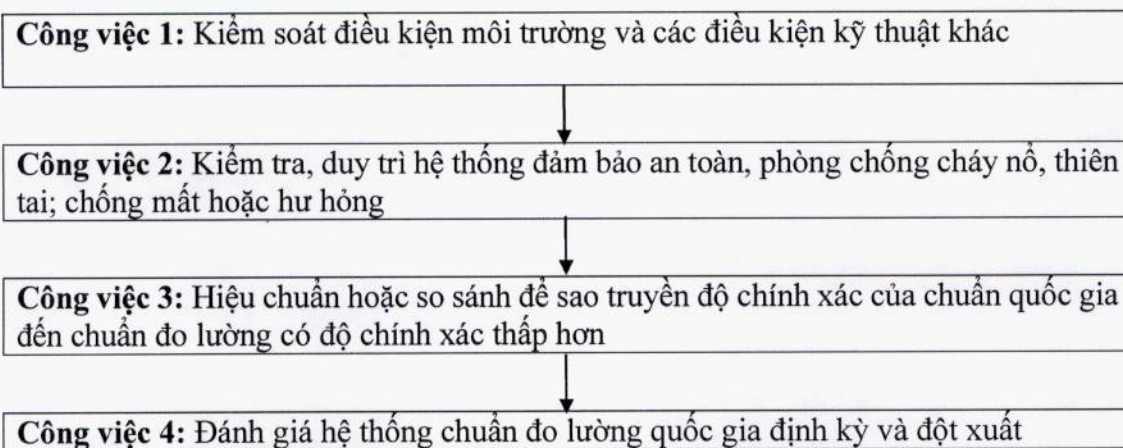 Công việc 1: Kiểm soát điều kiện môi trường và các điều kiện kỹ thuật khác
Công việc 2: Kiểm tra, duy trì hệ thống đảm bảo an toàn, phòng chống cháy nổ, thiên
tai; chống mất hoặc hư hỏng
Công việc 3: Hiệu chuẩn hoặc so sánh để sao truyền độ chính xác của chuẩn quốc gia
đến chuẩn đo lường có độ chính xác thấp hơn
Công việc 4: Đánh giá hệ thống chuẩn đo lường quốc gia định kỳ và đột xuất